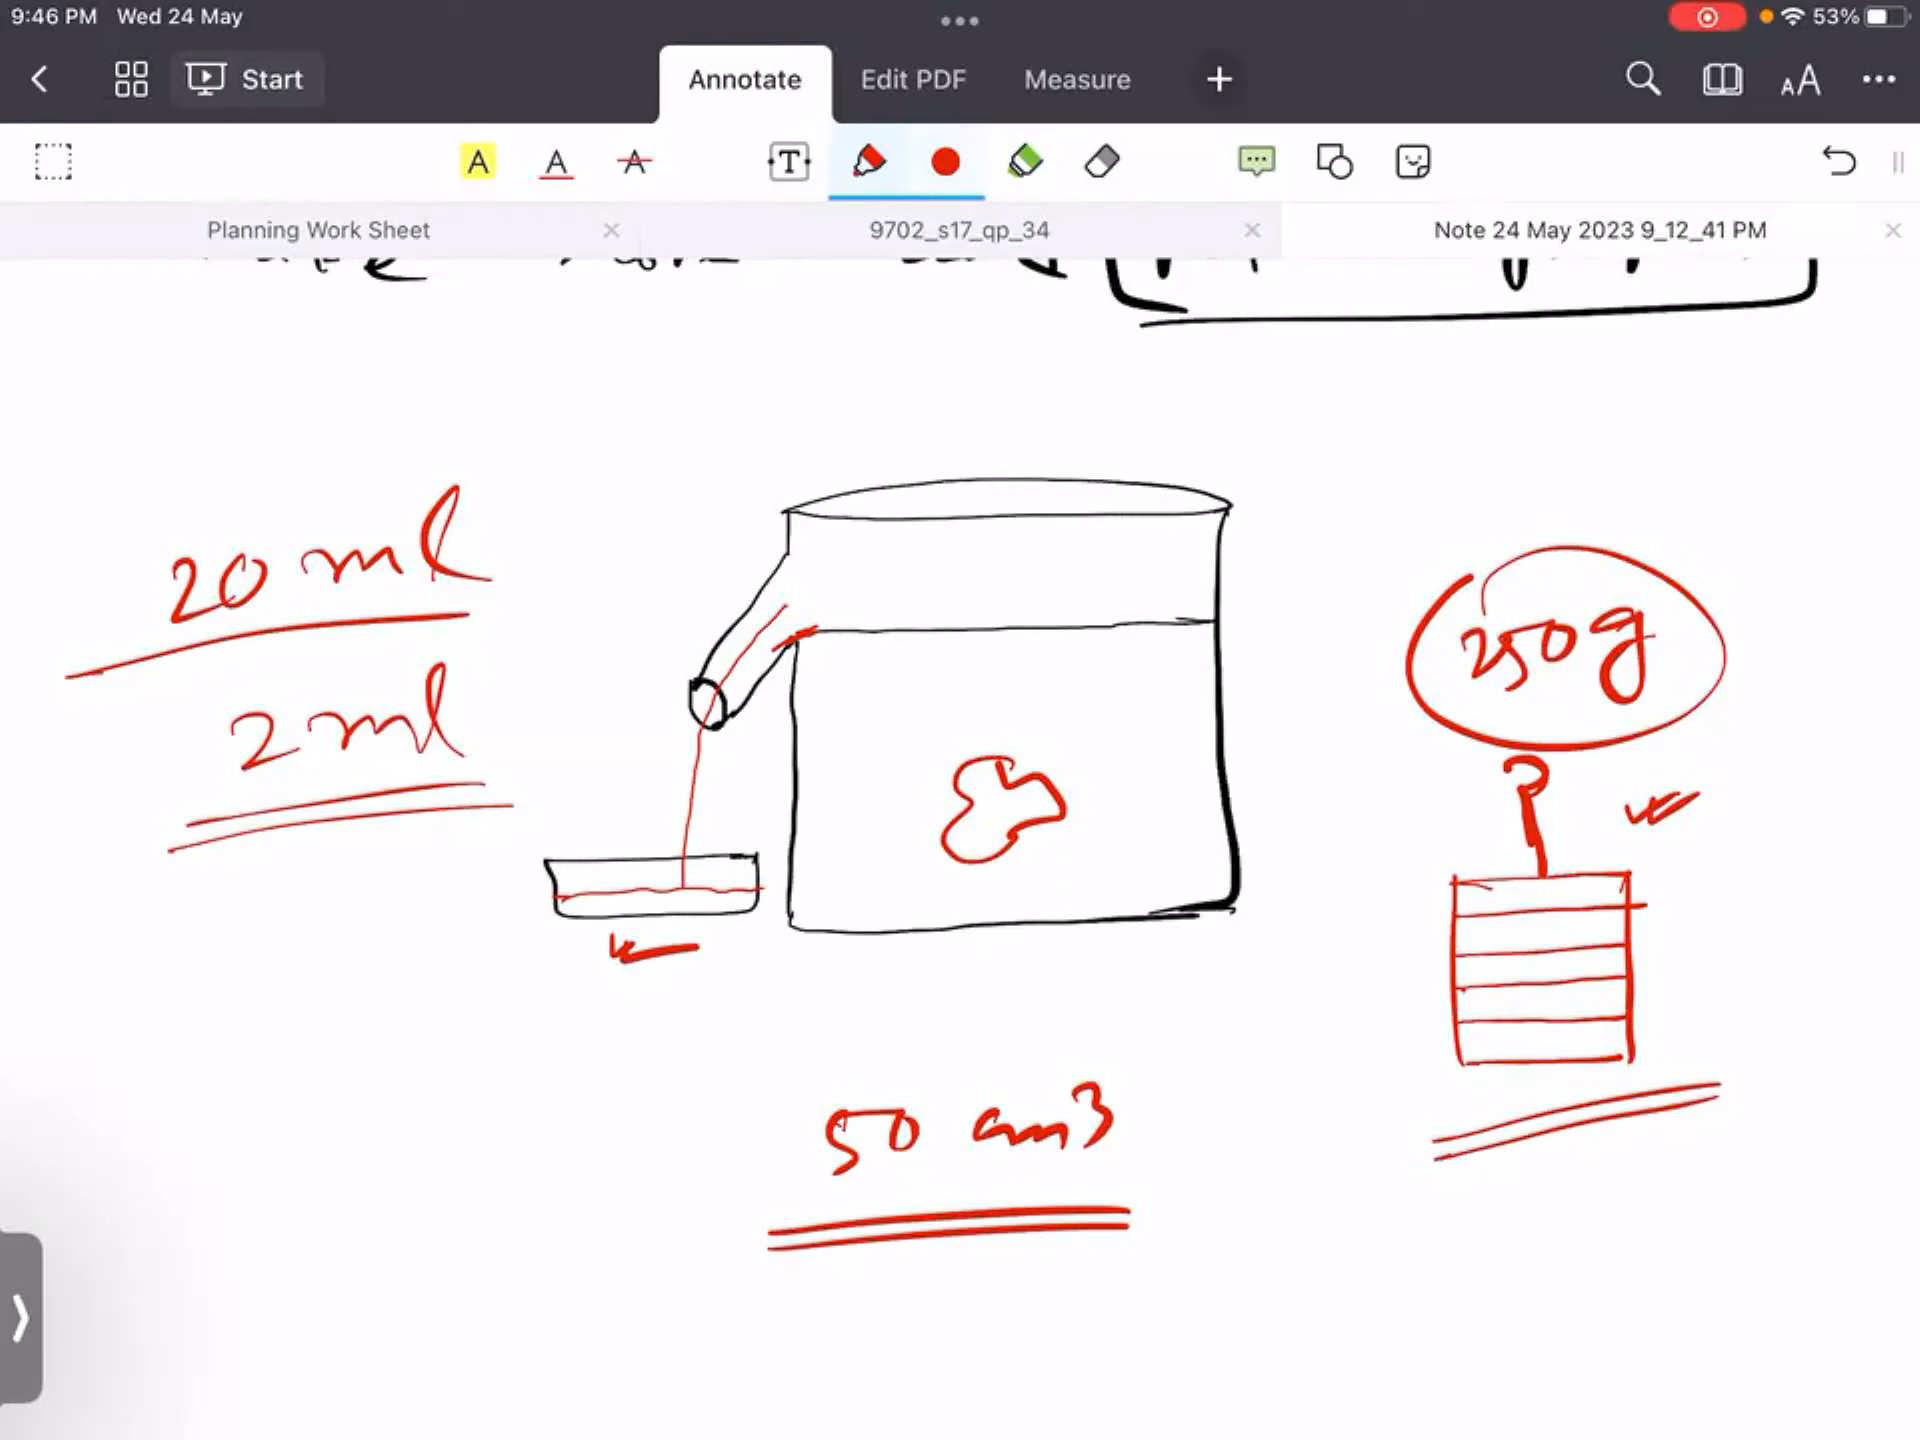 9:46 PM Wed 24 May
53%
Start
Annotate
Edit PDF
Measure
A A A T
AA
Planning Work Sheet
9702_s17_qp_34
Note 24 May 2023 9_12_41 PM
20 ml
2 ml
250g
50 cm3